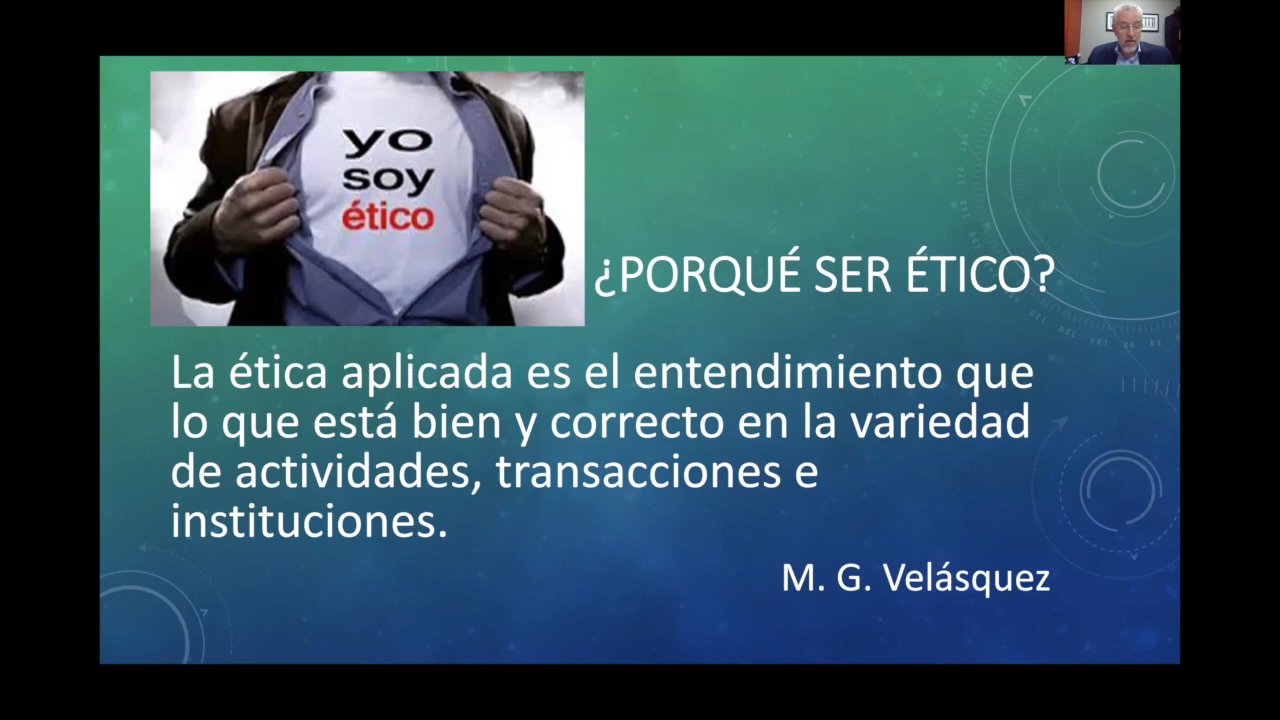 yo
soy
ético
¿PORQUÉ SER ÉTICO?
La ética aplicada es el entendimiento que
lo que está bien y correcto en la variedad
de actividades, transacciones e
instituciones.
M. G. Velásquez